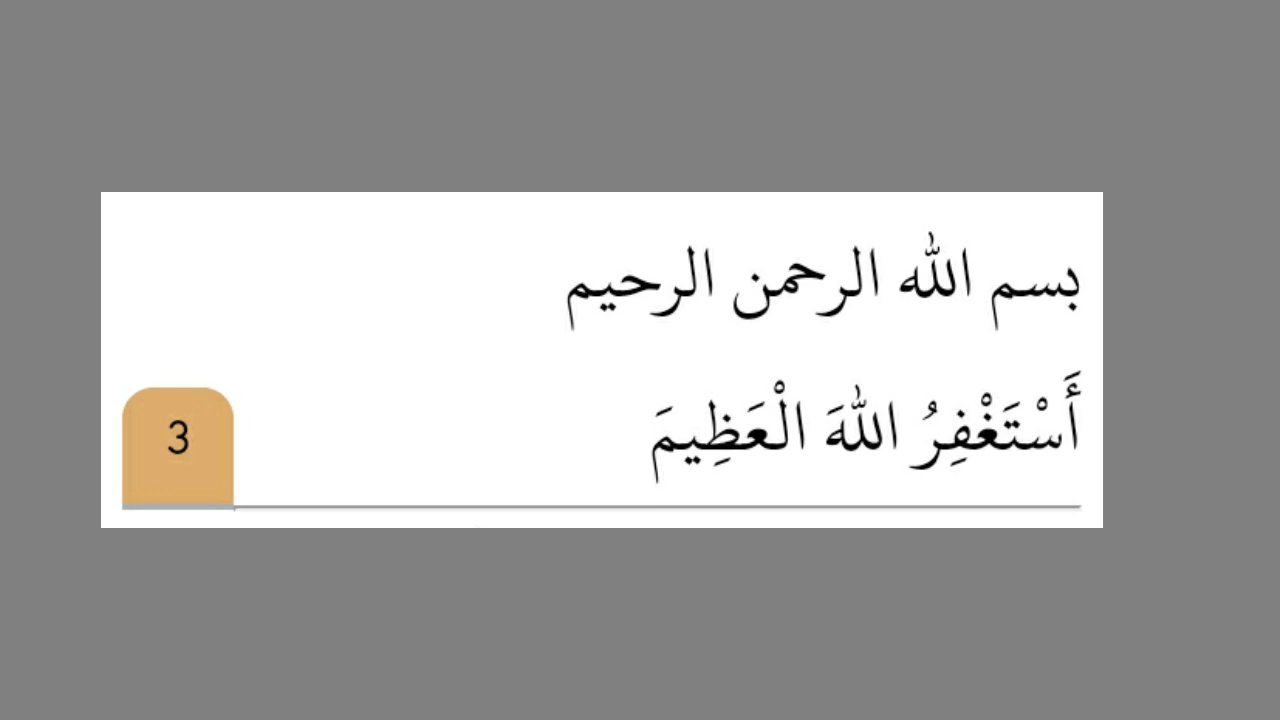 بسم الله الرحمن الرحيم
أَسْتَغْفِرُ اللهَ الْعَظِيمَ
3